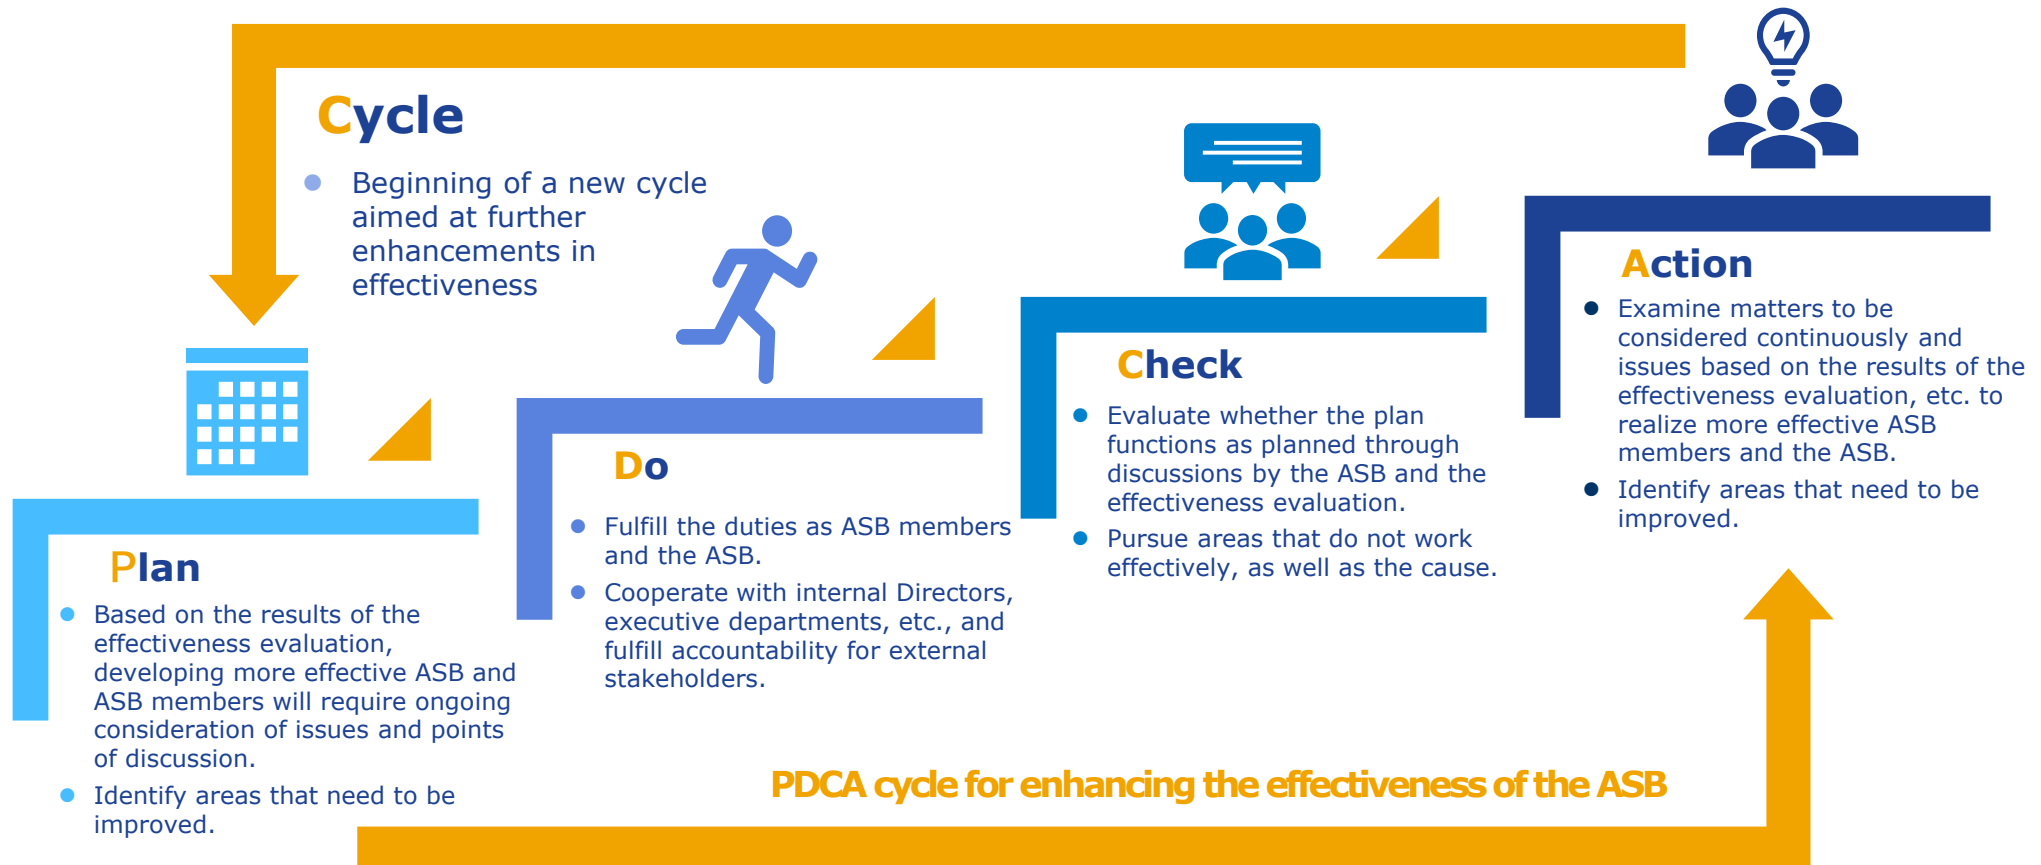 Cycle
● Beginning of a new cycle
aimed at further
enhancements in
effectiveness
Plan
● Based on the results of the
effectiveness evaluation,
developing more effective ASB and
ASB members will require ongoing
consideration of issues and points
of discussion.
● Identify areas that need to be
improved.
Do
● Fulfill the duties as ASB members
and the ASB.
● Cooperate with internal Directors,
executive departments, etc., and
fulfill accountability for external
stakeholders.
Check
● Evaluate whether the plan
functions as planned through
discussions by the ASB and the
effectiveness evaluation.
● Pursue areas that do not work
effectively, as well as the cause.
Action
● Examine matters to be
considered continuously and
issues based on the results of the
effectiveness evaluation, etc. to
realize more effective ASB
members and the ASB.
● Identify areas that need to be
improved.
PDCA cycle for enhancing the effectiveness of the ASB